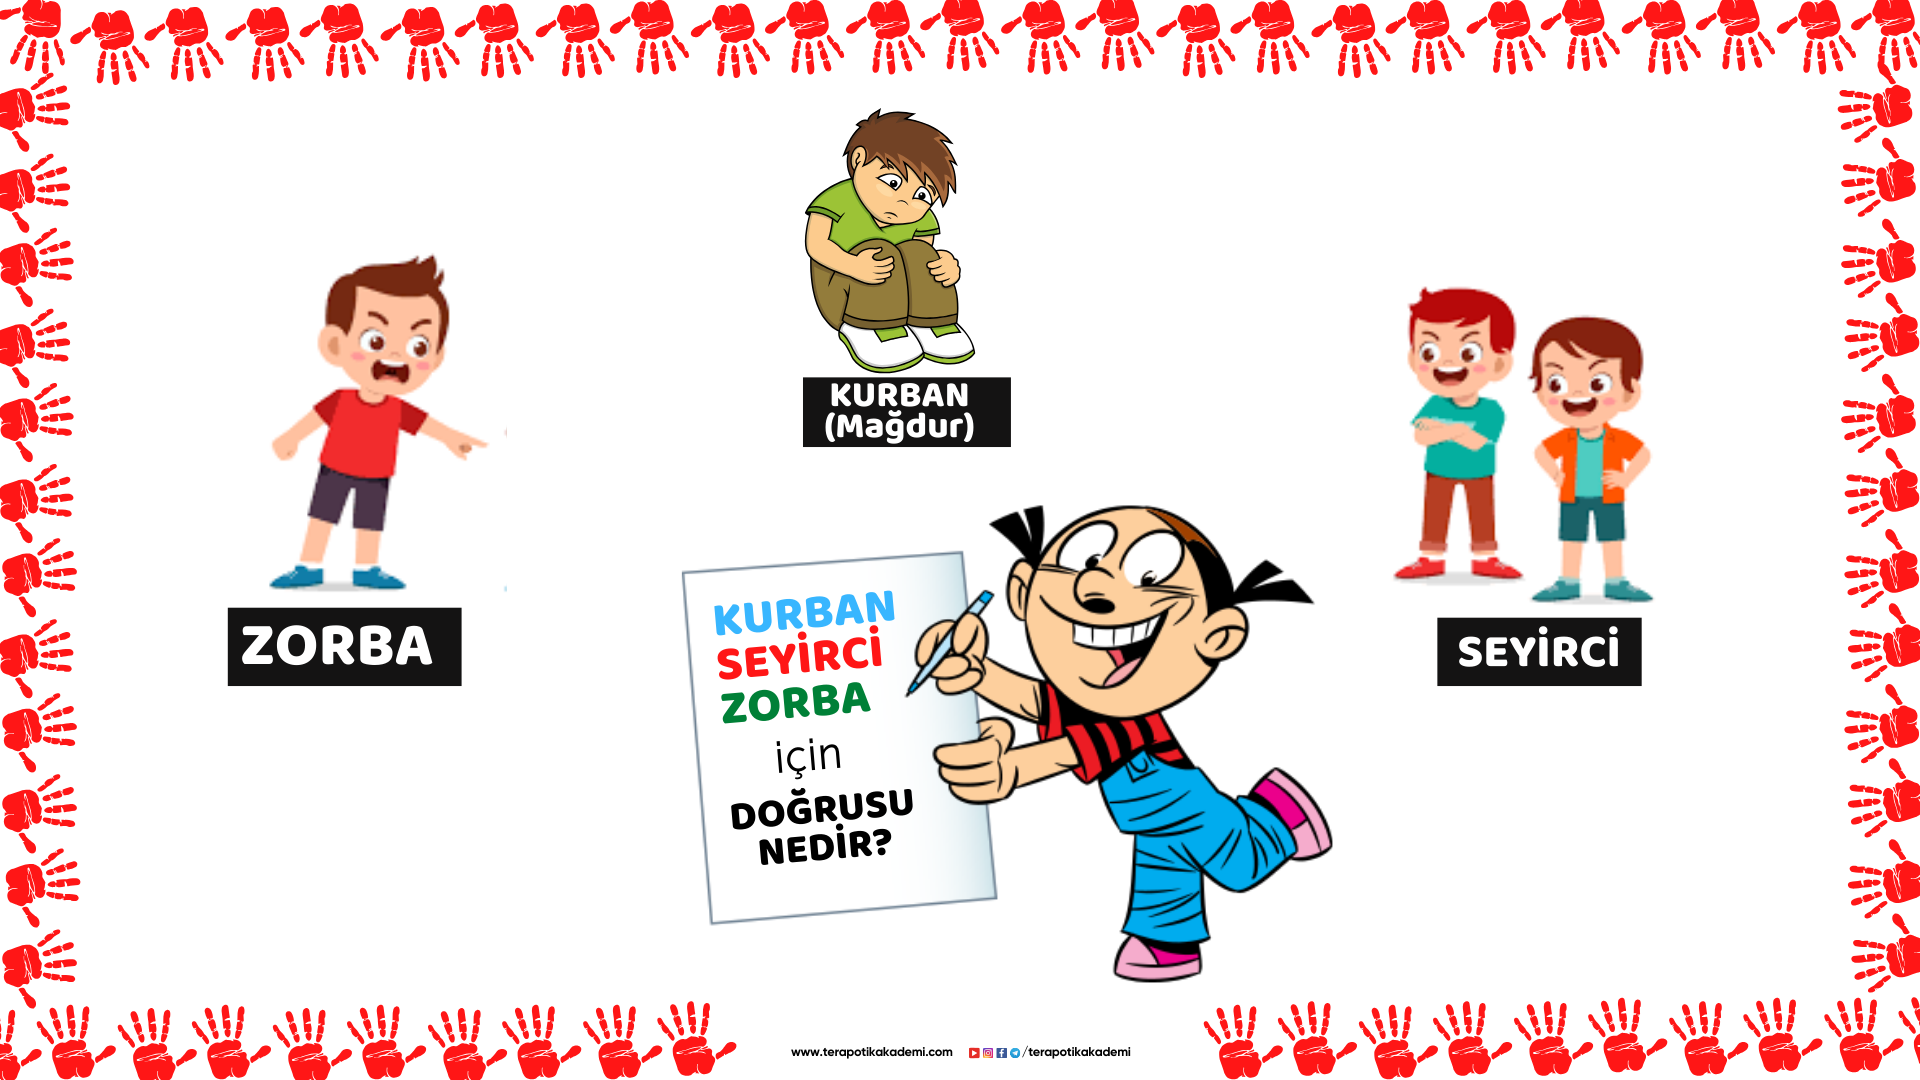 KURBAN
(Mağdur)
ZORBA
SEYİRCİ
KURBAN
SEYİRCİ
ZORBA
için
DOĞRUSU
NEDİR?
www.terapotikakademi.com /terapotikakademi